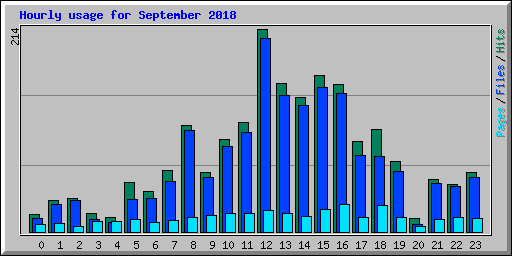 Hourly usage for September 2018
214
Pages/Files/Hits
0 1 2 3 4 5 6 7 8 9 10 11 12 13 14 15 16 17 18 19 20 21 22 23